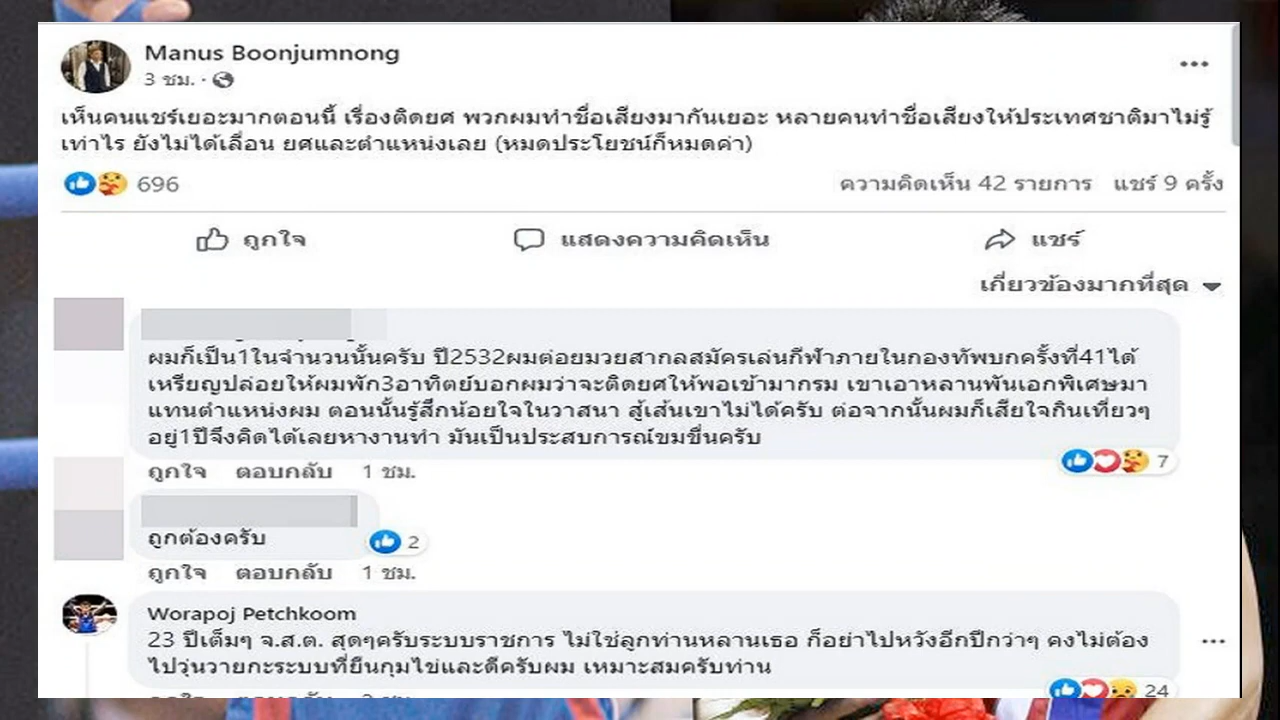 Manus Boonjumnong
3 ชม. ·
เห็นคนแชร์เยอะมากตอนนี้ เรื่องติดยศ พวกผมทำชื่อเสียงมากันเยอะ หลายคนทำชื่อเสียงให้ประเทศชาติมาไม่รู้
เท่าไร ยังไม่ได้เลื่อน ยศและตำแหน่งเลย (หมดประโยชน์ก็หมดค่า)
696
ความคิดเห็น 42 รายการ แชร์ 9 ครั้ง
ถูกใจ แสดงความคิดเห็น แชร์
เกี่ยวข้องมากที่สุด
ผมก็เป็น1ในจำนวนนั้นครับ ปี2532ผมต่อยมวยสากลสมัครเล่นกีฬาภายในกองทัพบกครั้งที่41ได้
เหรียญปล่อยให้ผมพัก3อาทิตย์บอกผมว่าจะติดยศให้พอเข้ามากรม เขาเอาหลานพันเอกพิเศษมา
แทนตำแหน่งผม ตอนนั้นรู้สึกน้อยใจในวาสนา สู้เส้นเขาไม่ได้ครับ ต่อจากนั้นผมก็เสียใจกินเที่ยวๆ
อยู่1ปีจึงคิดได้เลยหางานทำ มันเป็นประสบการณ์ขมขื่นครับ
7
ถูกใจ ตอบกลับ 1 ชม.
ถูกต้องครับ
2
ถูกใจ ตอบกลับ 1 ชม.
Worapoj Petchkoom
23 ปีเต็มๆ จ.ส.ต. สุดๆครับระบบราชการ ไม่ใช่ลูกท่านหลานเธอ ก็อย่าไปหวังอีกปีกว่าๆ คงไม่ต้อง
ไปวุ่นวายกะระบบที่ยืนกุมไข่และดีครับผม เหมาะสมครับท่าน
24